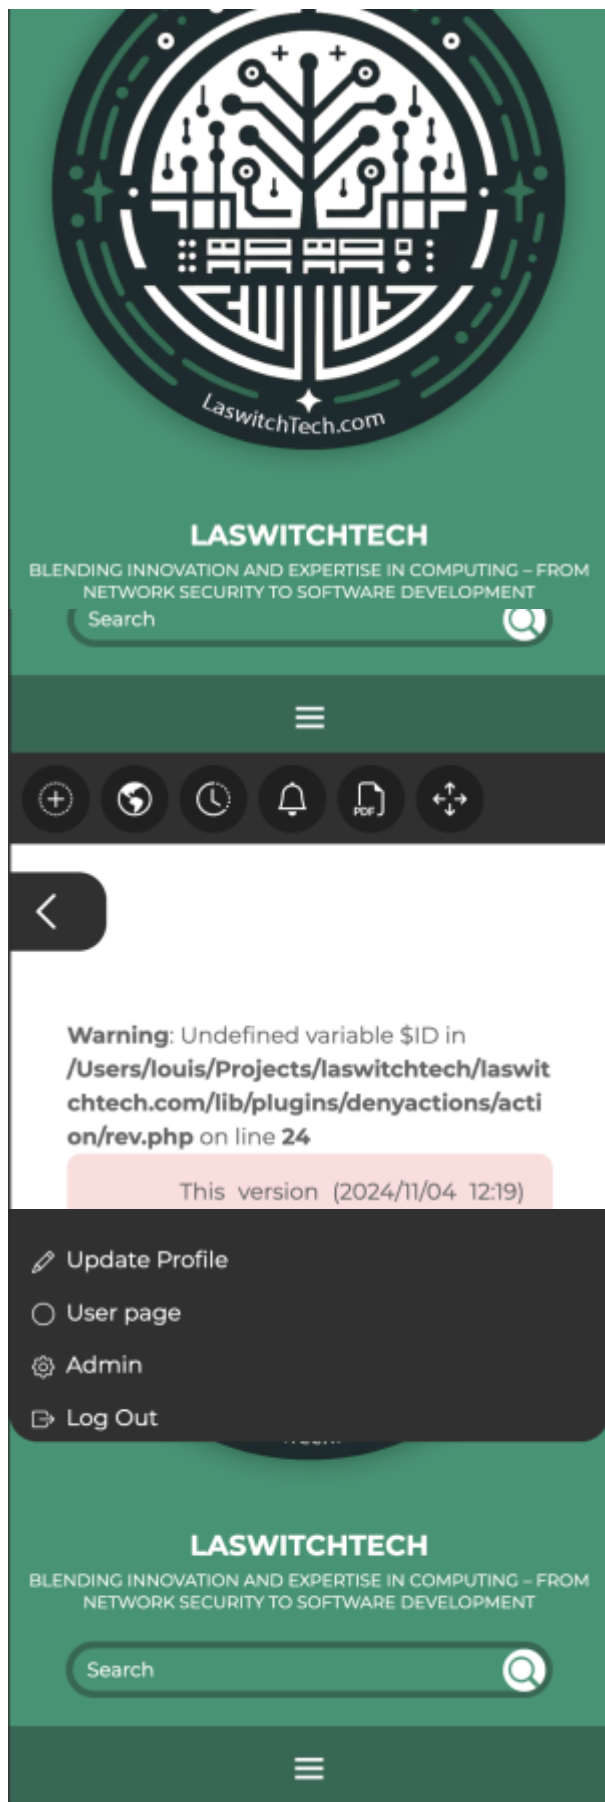 LaswitchTech.com
LASWITCHTECH
BLENDING INNOVATION AND EXPERTISE IN COMPUTING – FROM
NETWORK SECURITY TO SOFTWARE DEVELOPMENT
Search
PDF
Warning: Undefined variable $ID in
/Users/louis/Projects/laswitchtech/laswit
chtech.com/lib/plugins/denyactions/acti
on/rev.php on line 24
This version (2024/11/04 12:19)
Update Profile
User page
Admin
Log Out
LASWITCHTECH
BLENDING INNOVATION AND EXPERTISE IN COMPUTING – FROM
NETWORK SECURITY TO SOFTWARE DEVELOPMENT
Search